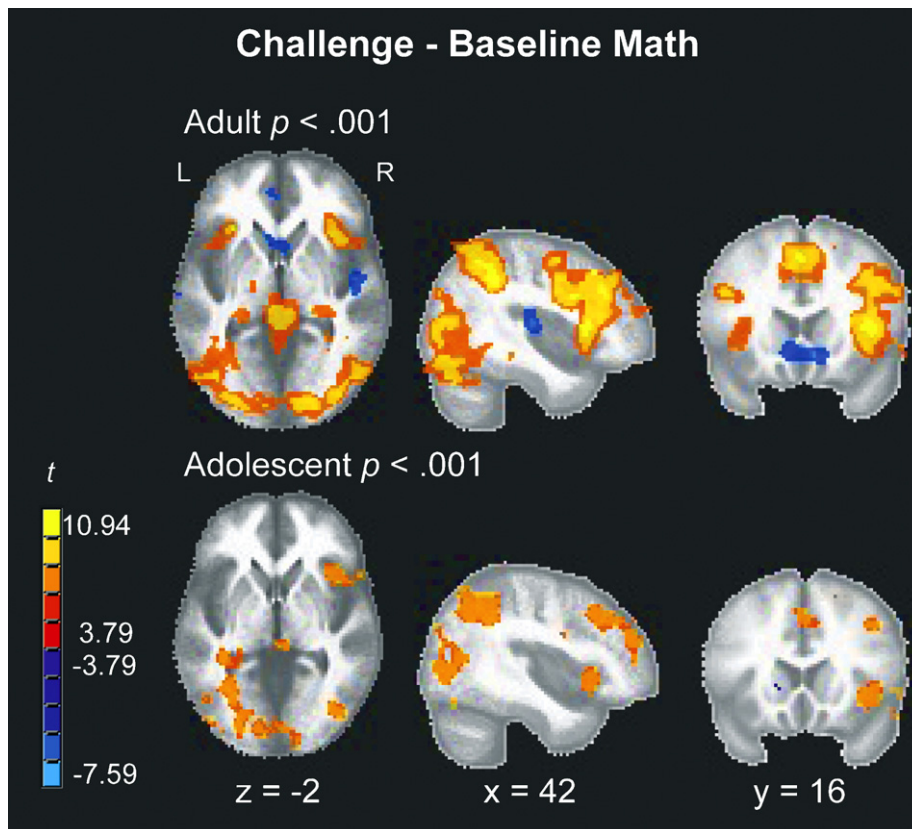 Challenge - Baseline Math
Adult p < .001
L R
Adolescent p < .001
t
10.94
3.79
-3.79
-7.59
z = -2 x = 42 y = 16